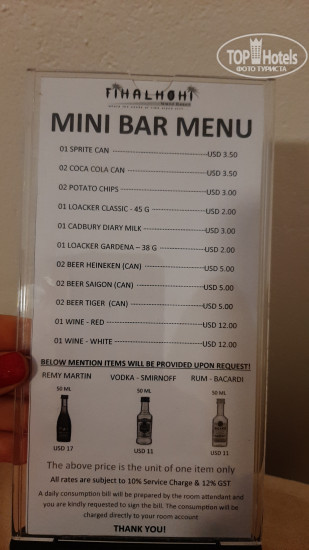 TOP Hotels
ФОТО ТУРИСТА
FIHALHOHI
MINI BAR MENU
01 SPRITE CAN USD 3.50
02 COCA COLA CAN USD 3.50
02 POTATO CHIPS USD 3.00
01 LOACKER CLASSIC - 45 G USD 2.00
01 CADBURY DIARY MILK USD 3.00
01 LOACKER GARDENA – 38 G USD 2.00
02 BEER HEINEKEN (CAN) USD 5.00
02 BEER SAIGON (CAN) USD 5.00
02 BEER TIGER (CAN) USD 5.00
01 WINE - RED USD 12.00
01 WINE - WHITE USD 12.00
BELOW MENTION ITEMS WILL BE PROVIDED UPON REQUEST!
REMY MARTIN VODKA - SMIRNOFF RUM - BACARDI
50 ML 50 ML 50 ML
USD 17 USD 11 USD 11
The above price is the unit of one item only
All rates are subject to 10% Service Charge & 12% GST
A daily consumption bill will be prepared by the room attendant and
you are kindly requested to sign the bill. The consumption will be
charged directly to your room account
THANK YOU!